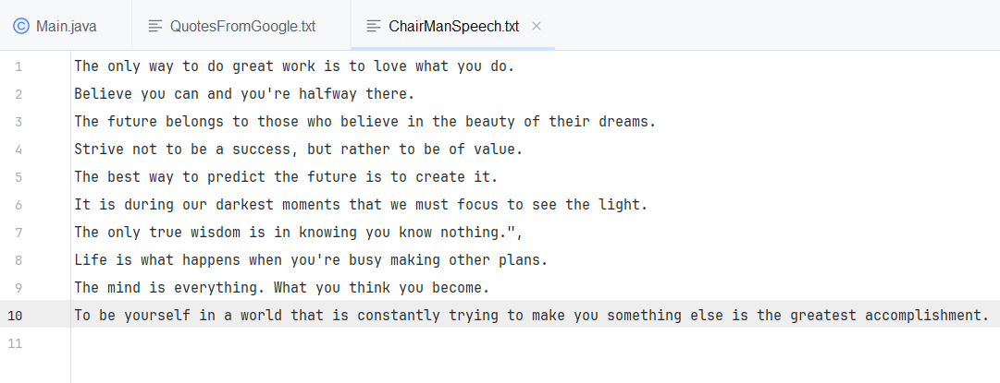 Main.java QuotesFromGoogle.txt ChairManSpeech.txt
1 The only way to do great work is to love what you do.
2 Believe you can and you're halfway there.
3 The future belongs to those who believe in the beauty of their dreams.
4 Strive not to be a success, but rather to be of value.
5 The best way to predict the future is to create it.
6 It is during our darkest moments that we must focus to see the light.
7 The only true wisdom is in knowing you know nothing.",
8 Life is what happens when you're busy making other plans.
9 The mind is everything. What you think you become.
10 To be yourself in a world that is constantly trying to make you something else is the greatest accomplishment.
11